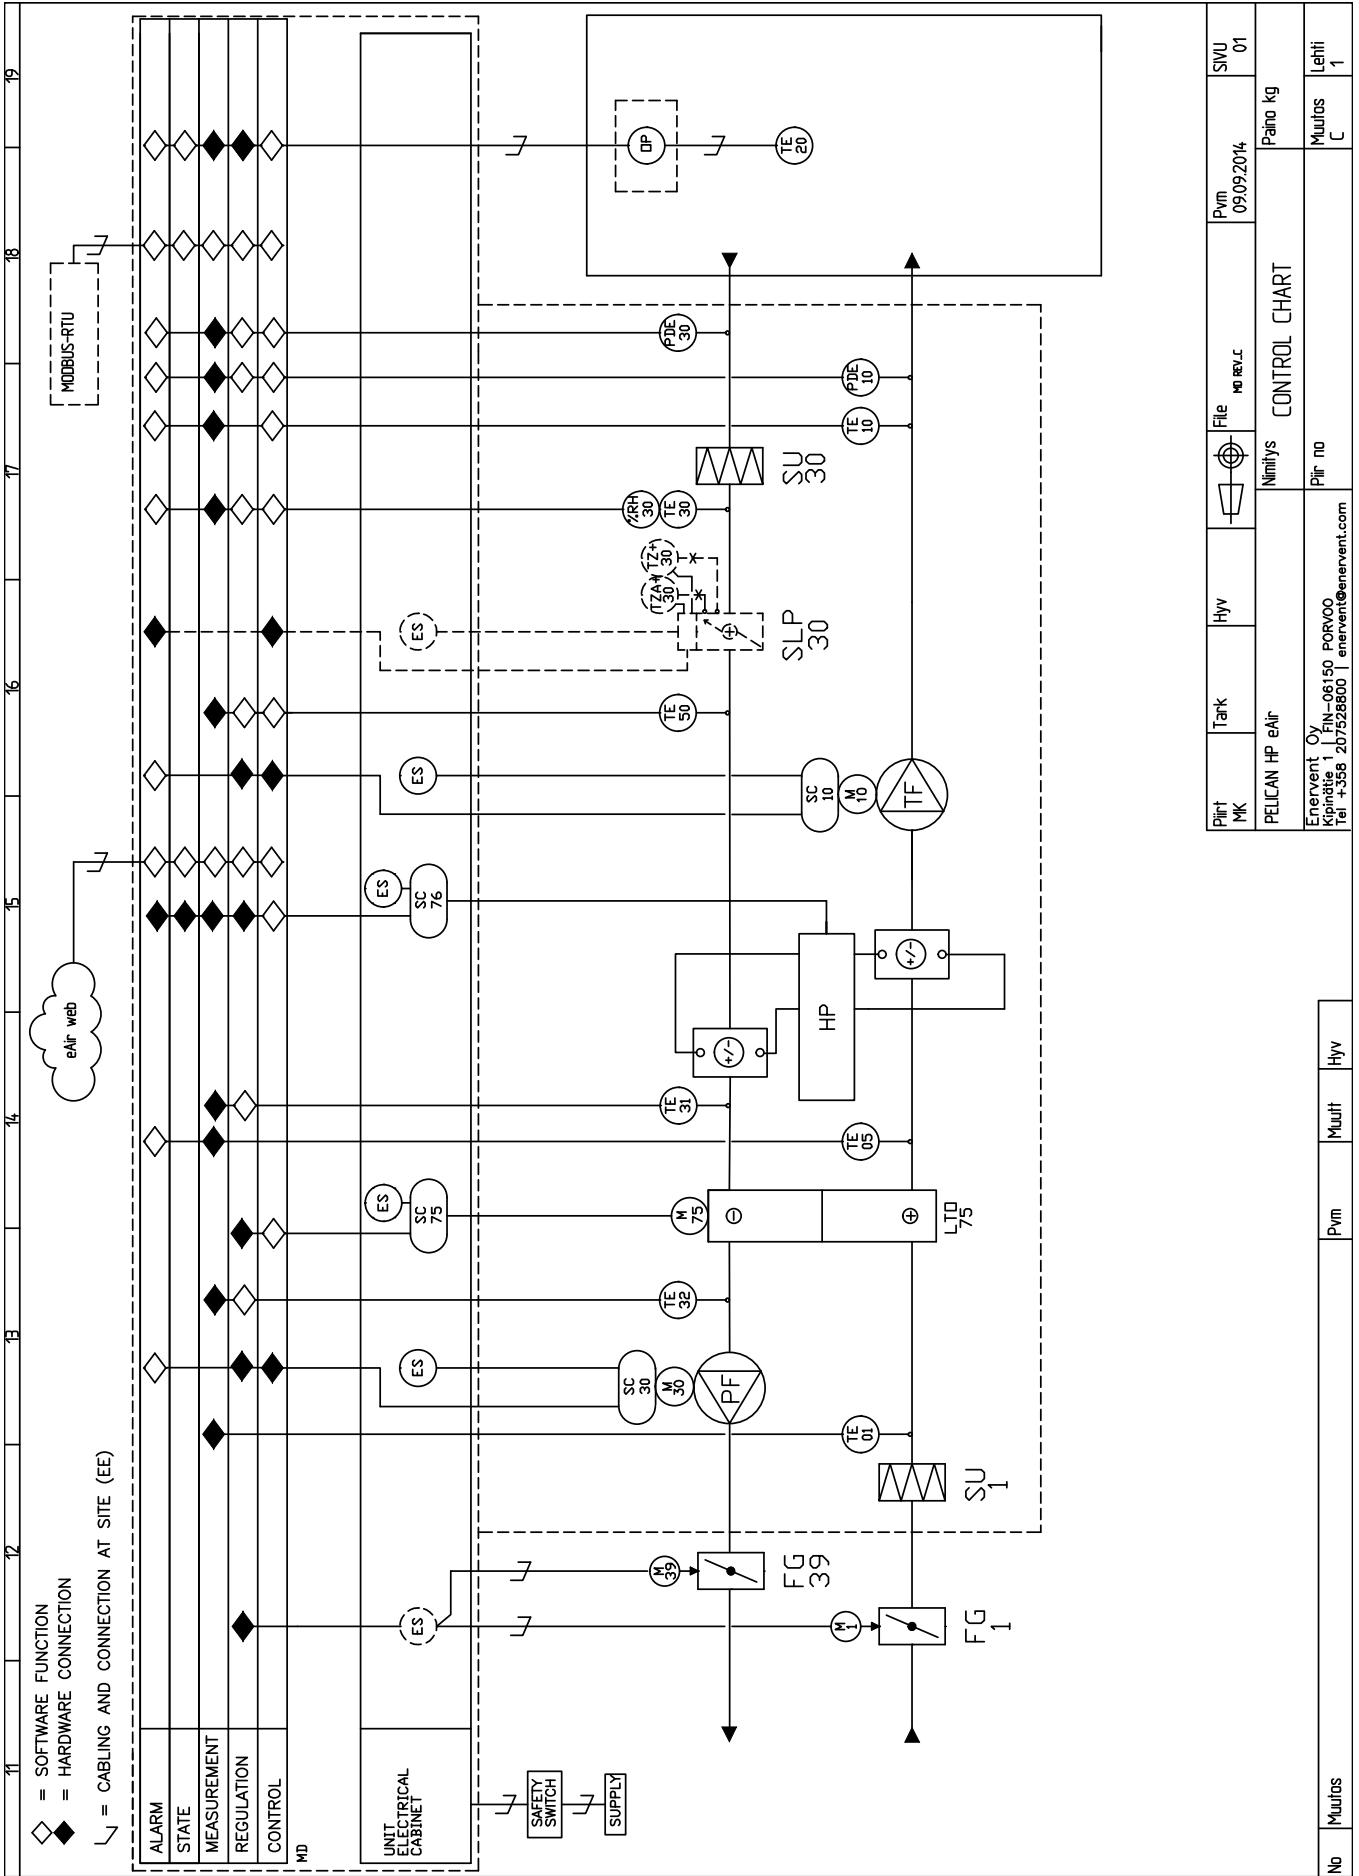 11
12
13
14
15
16
17
18
19
= SOFTWARE FUNCTION
= HARDWARE CONNECTION
= CABLING AND CONNECTION AT SITE (EE)
eAir web
MODBUS-RTU
ALARM
STATE
MEASUREMENT
REGULATION
CONTROL
MD
UNIT
ELECTRICAL
CABINET
ES
ES
SC
75
ES
SC
76
ES
ES
ES
SAFETY
SWITCH
SUPPLY
M
39
FG
39
SC
30
M
30
PF
TE
32
M
75
TE
31
+/-
TE
50
SLP
30
TZA+
30
TZ+
30
%RH
30
TE
30
SU
30
PDE
30
OP
TE
20
M
1
FG
1
SU
1
TE
01
LTO
75
TE
05
HP
+/-
SC
10
M
10
TF
TE
10
PDE
10
No
Muutos
Pvm
Muutt
Hyv
Piirt
MK
Tark
Hyv
File
MD REV.C
Pvm
09.09.2014
SIVU
01
PELICAN HP eAir
Nimitys
CONTROL CHART
Paino kg
Enervent Oy
Kipinätie 1 | FIN-06150 PORVOO
Tel +358 207528800 | enervent@enervent.com
Piir no
Muutos
C
Lehti
1